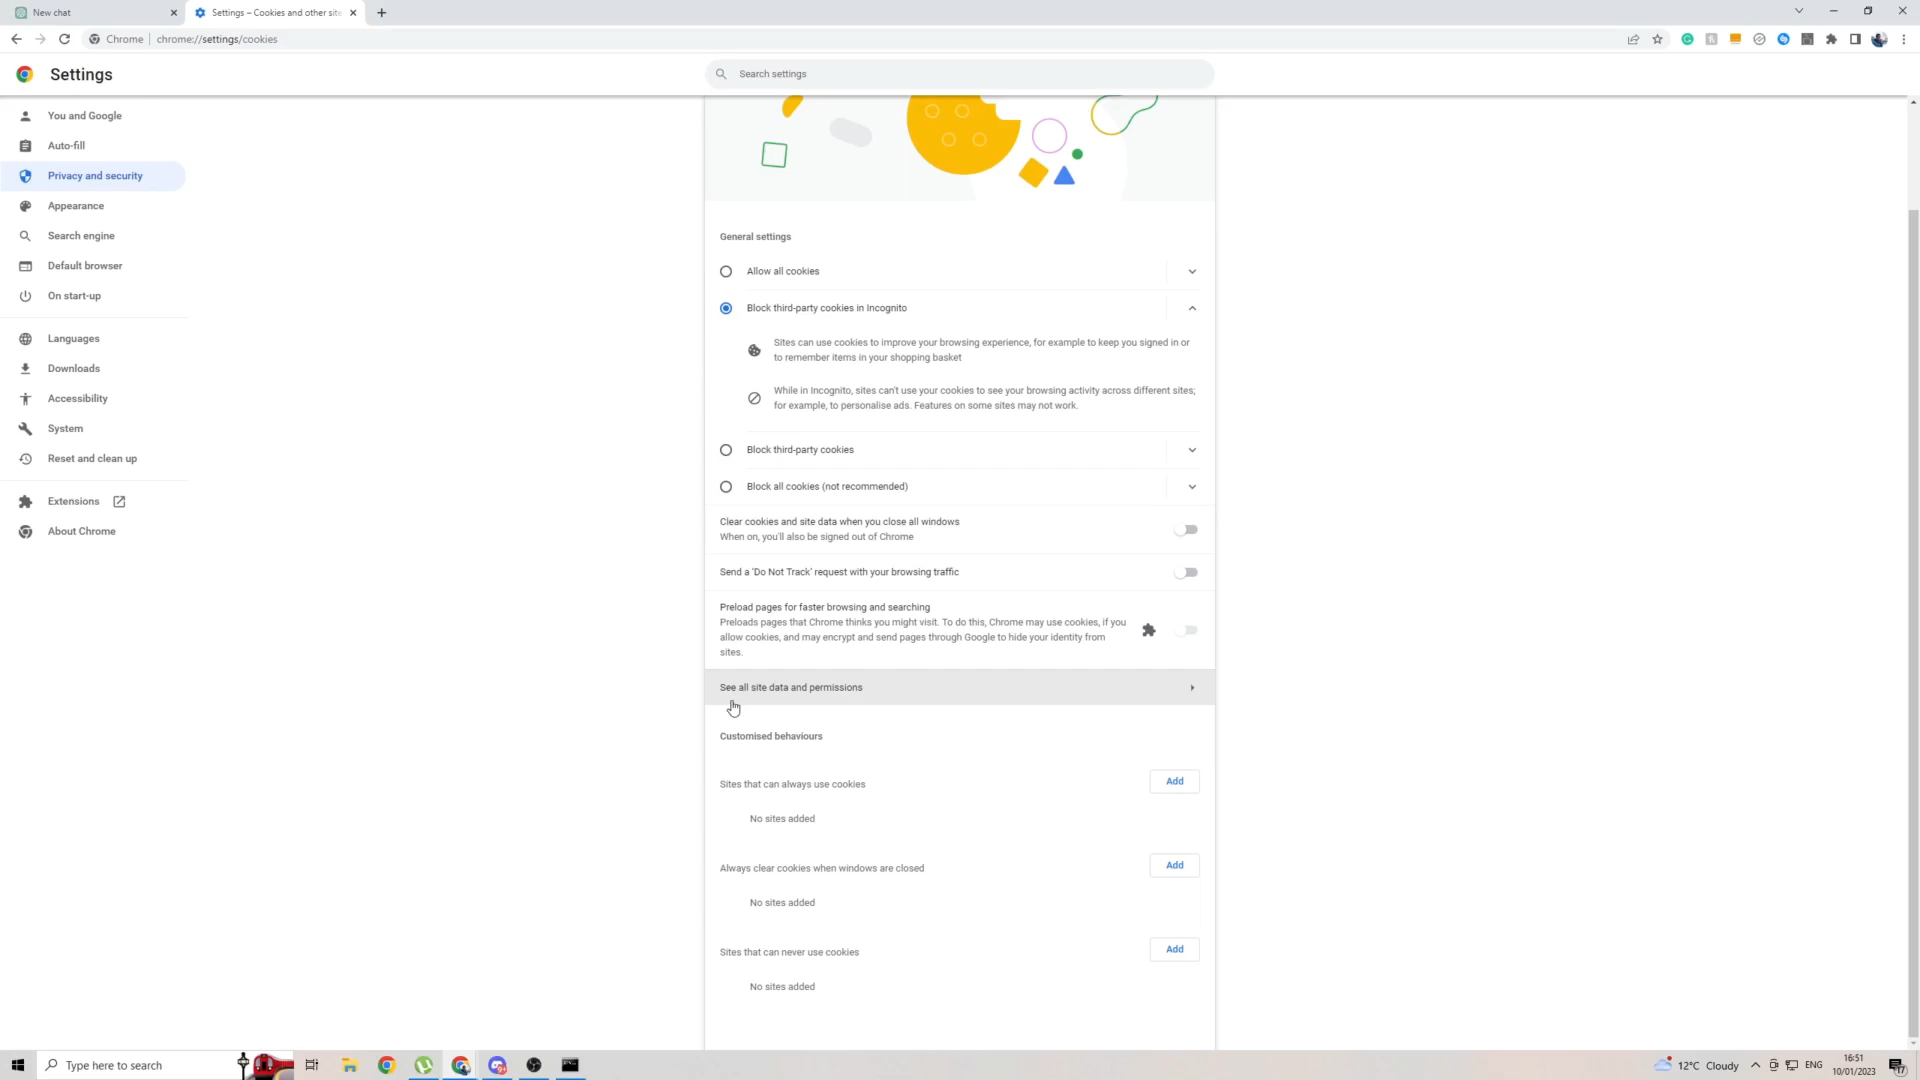 New chat
Settings – Cookies and other site
Chrome
chrome://settings/cookies
Settings
Search settings
You and Google
Auto-fill
Privacy and security
Appearance
Search engine
Default browser
On start-up
Languages
Downloads
Accessibility
System
Reset and clean up
Extensions
About Chrome
General settings
Allow all cookies
Block third-party cookies in Incognito
Sites can use cookies to improve your browsing experience, for example to keep you signed in or
to remember items in your shopping basket
While in Incognito, sites can't use your cookies to see your browsing activity across different sites;
for example, to personalise ads. Features on some sites may not work.
Block third-party cookies
Block all cookies (not recommended)
Clear cookies and site data when you close all windows
When on, you'll also be signed out of Chrome
Send a 'Do Not Track' request with your browsing traffic
Preload pages for faster browsing and searching
Preloads pages that Chrome thinks you might visit. To do this, Chrome may use cookies, if you
allow cookies, and may encrypt and send pages through Google to hide your identity from
sites.
See all site data and permissions
Customised behaviours
Sites that can always use cookies
Add
No sites added
Always clear cookies when windows are closed
Add
No sites added
Sites that can never use cookies
Add
No sites added
Type here to search
12°C Cloudy
ENG
16:51
10/01/2023